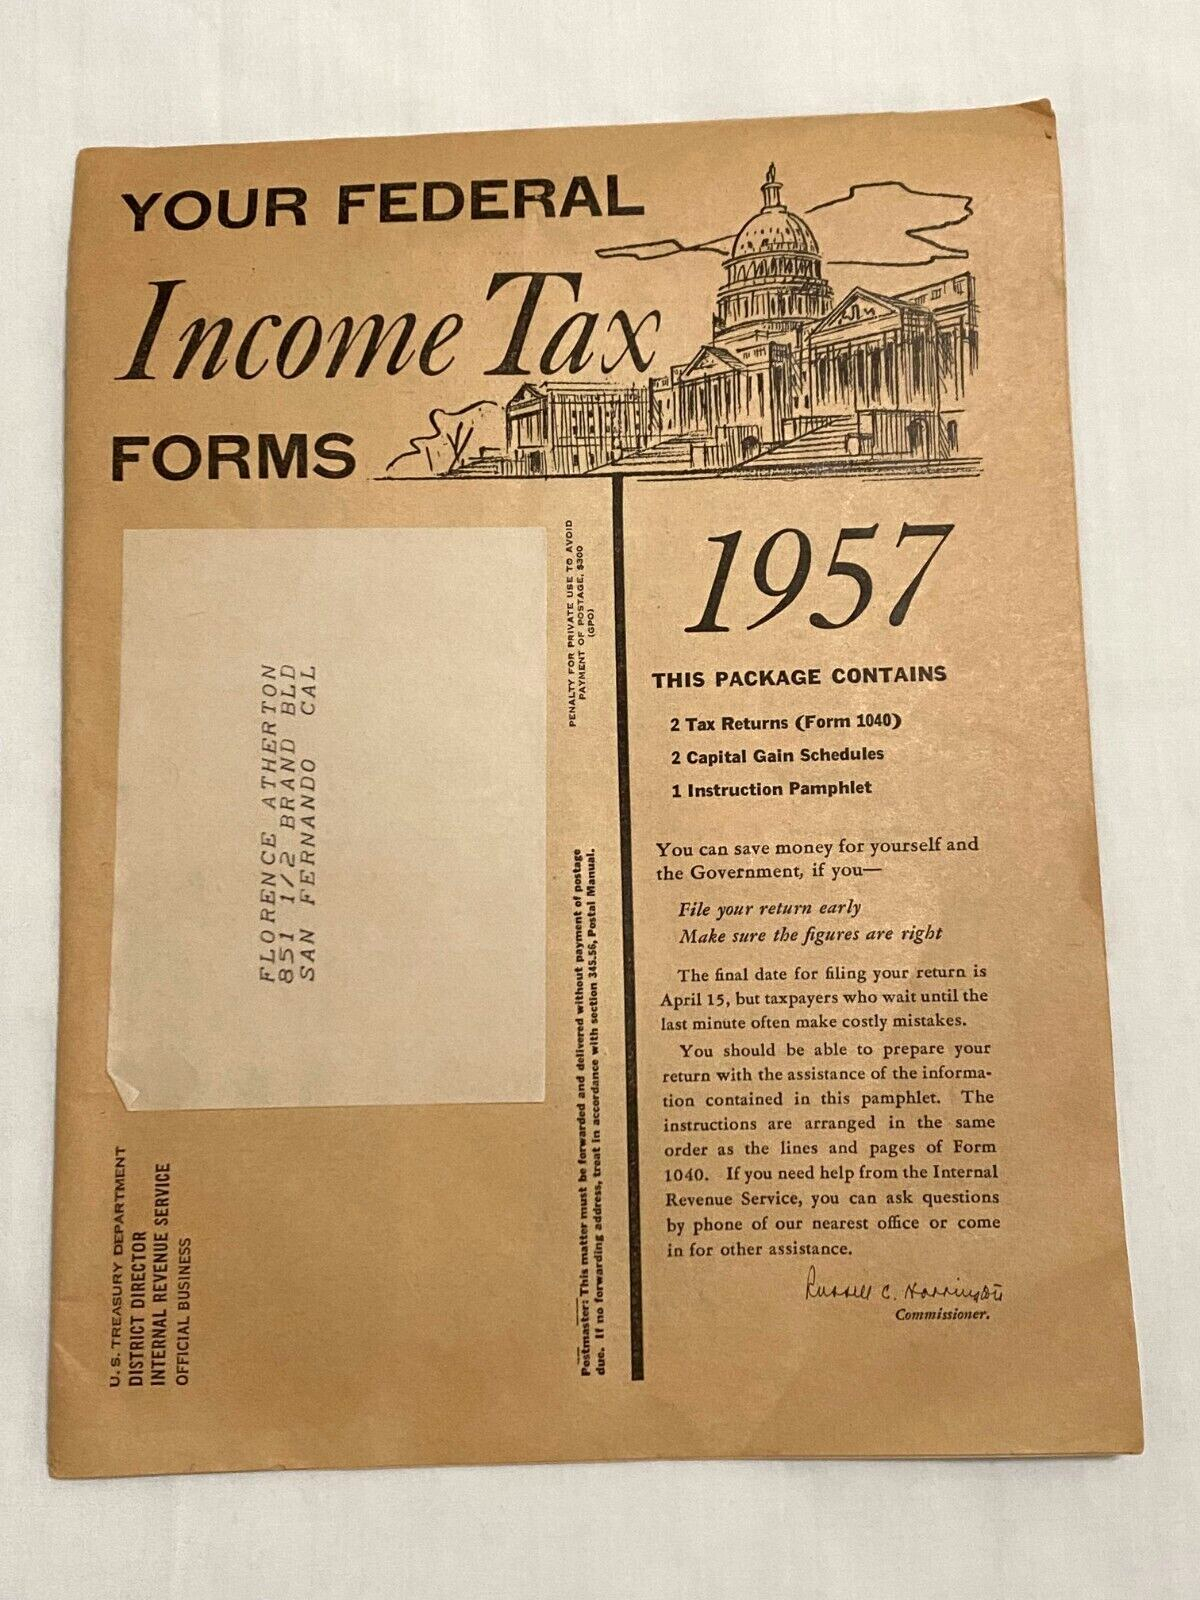 YOUR FEDERAL
Income Tax
FORMS
FLORENCE ATHERTON
851 1/2 BRAND BLD
SAN FERNANDO CAL
PENALTY FOR PRIVATE USE TO AVOID
PAYMENT OF POSTAGE, $300
(GPO)
Postmaster: This matter must be forwarded and delivered without payment of postage
due. If no forwarding address, treat in accordance with section 345.56, Postal Manual.
U. S. TREASURY DEPARTMENT
DISTRICT DIRECTOR
INTERNAL REVENUE SERVICE
OFFICIAL BUSINESS
1957
THIS PACKAGE CONTAINS
2 Tax Returns (Form 1040)
2 Capital Gain Schedules
1 Instruction Pamphlet
You can save money for yourself and
the Government, if you—
File your return early
Make sure the figures are right
The final date for filing your return is
April 15, but taxpayers who wait until the
last minute often make costly mistakes.
You should be able to prepare your
return with the assistance of the informa-
tion contained in this pamphlet. The
instructions are arranged in the same
order as the lines and pages of Form
1040. If you need help from the Internal
Revenue Service, you can ask questions
by phone of our nearest office or come
in for other assistance.
Russell C. Harrington
Commissioner.